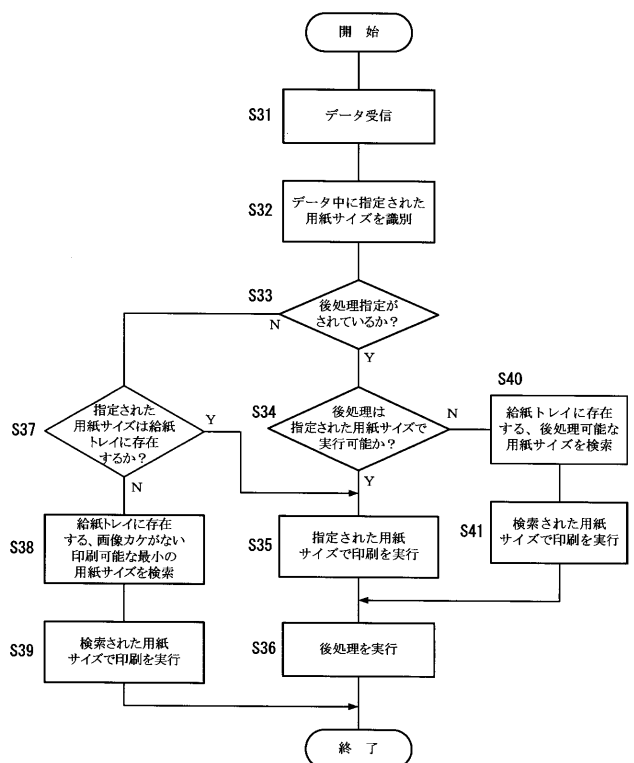 開 始
S31
データ受信
S32
データ中に指定された
用紙サイズを識別
S33
後処理指定が
されているか？
N
Y
S37
指定された
用紙サイズは給紙
トレイに存在
するか？
Y
N
S34
後処理は
指定された用紙サイズで
実行可能か？
N
Y
S40
給紙トレイに存在
する、後処理可能な
用紙サイズを検索
S38
給紙トレイに存在
する、画像カケがない
印刷可能な最小の
用紙サイズを検索
S35
指定された用紙
サイズで印刷を実行
S41
検索された用紙
サイズで印刷を実行
S39
検索された用紙
サイズで印刷を実行
S36
後処理を実行
終 了